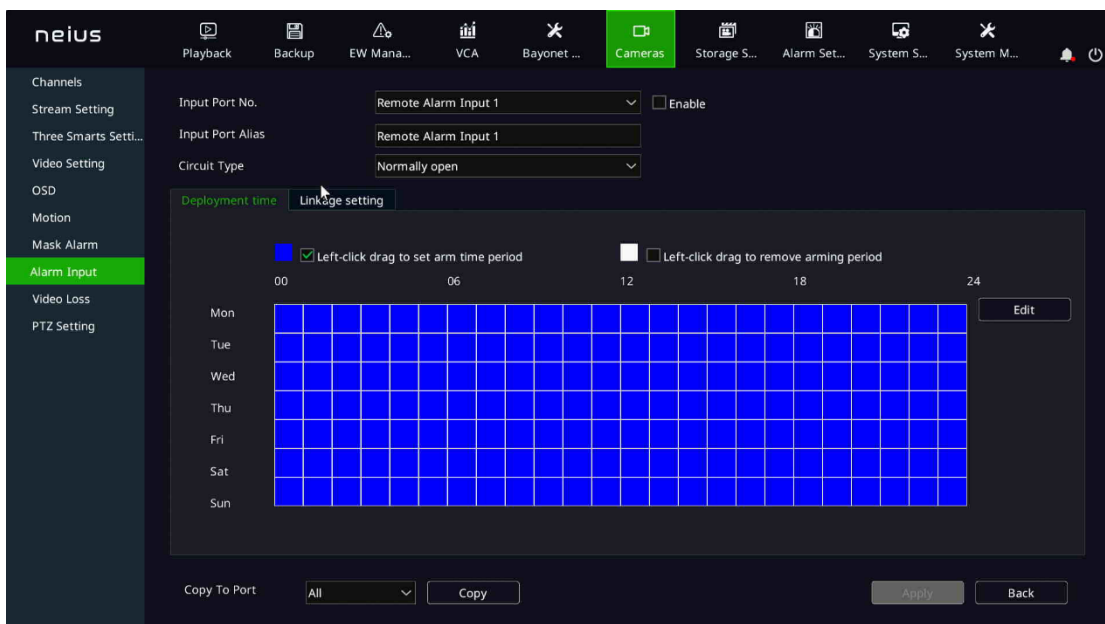 neius
Playback Backup EW Mana... VCA Bayonet ... Cameras Storage S... Alarm Set... System S... System M...
Channels
Stream Setting
Three Smarts Setti...
Video Setting
OSD
Motion
Mask Alarm
Alarm Input
Video Loss
PTZ Setting
Input Port No. Remote Alarm Input 1 Enable
Input Port Alias Remote Alarm Input 1
Circuit Type Normally open
Deployment time Linkage setting
Left-click drag to set arm time period Left-click drag to remove arming period
00 06 12 18 24
Mon Edit
Tue
Wed
Thu
Fri
Sat
Sun
Copy To Port All Copy Apply Back